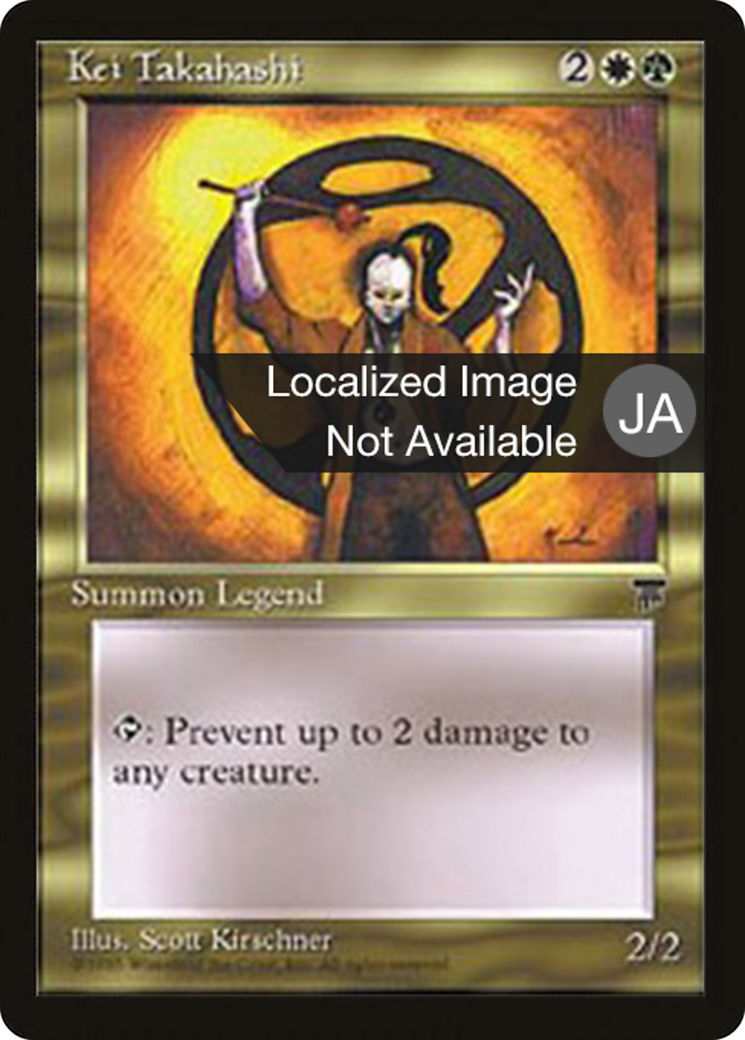 Kei Takahashi
2
Localized Image
Not Available
JA
Summon Legend
: Prevent up to 2 damage to
any creature.
Illus. Scott Kirschner
2/2